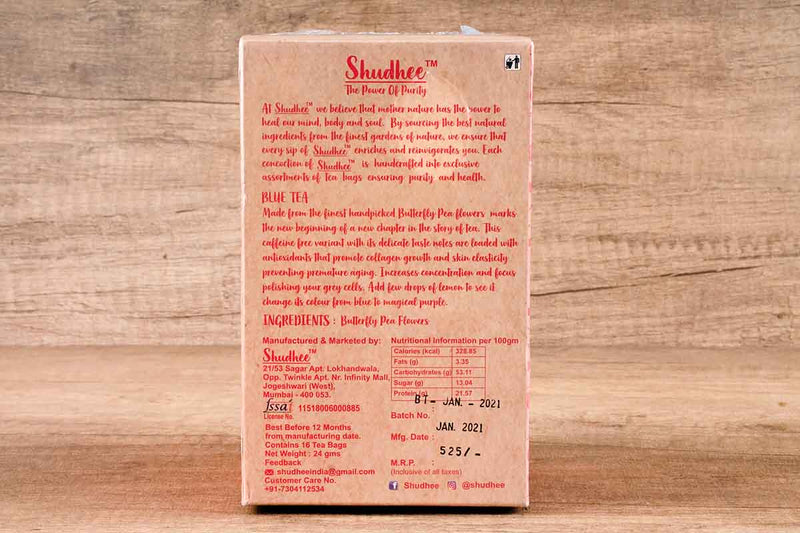 Shudhee™
The Power Of Purity
At Shudhee™ we believe that mother nature has the power to
heal our mind, body and soul. By sourcing the best natural
ingredients from the finest gardens of nature, we ensure that
every sip of Shudhee™ enriches and reinvigorates you. Each
concoction of Shudhee™ is handcrafted into exclusive
assortments of Tea bags ensuring purity and health.
BLUE TEA
Made from the finest handpicked Butterfly Pea flowers marks
the new beginning of a new chapter in the story of tea. This
caffeine free variant with its delicate taste notes are loaded with
antioxidants that promote collagen growth and skin elasticity
preventing premature aging. Increases concentration and focus
polishing your grey cells. Add few drops of lemon to see it
change its colour from blue to magical purple.
INGREDIENTS : Butterfly Pea Flowers
Manufactured & Marketed by:
Shudhee™
21/53 Sagar Apt. Lokhandwala,
Opp. Twinkle Apt. Nr. Infinity Mall,
Jogeshwari (West),
Mumbai - 400 053.
fssai 11518006000885
License No.
Best Before 12 Months
from manufacturing date.
Contains 16 Tea Bags
Net Weight : 24 gms
Feedback
shudheeindia@gmail.com
Customer Care No.
+91-7304112534
Nutritional Information per 100gm
Calories (kcal) 328.85
Fats (g) 3.35
Carbohydrates (g) 53.11
Sugar (g) 13.04
Protein (g) 21.57
BT- JAN. - 2021
Batch No.
JAN. 2021
Mfg. Date :
525/-
M.R.P. :
(Inclusive of all taxes)
Shudhee @shudhee